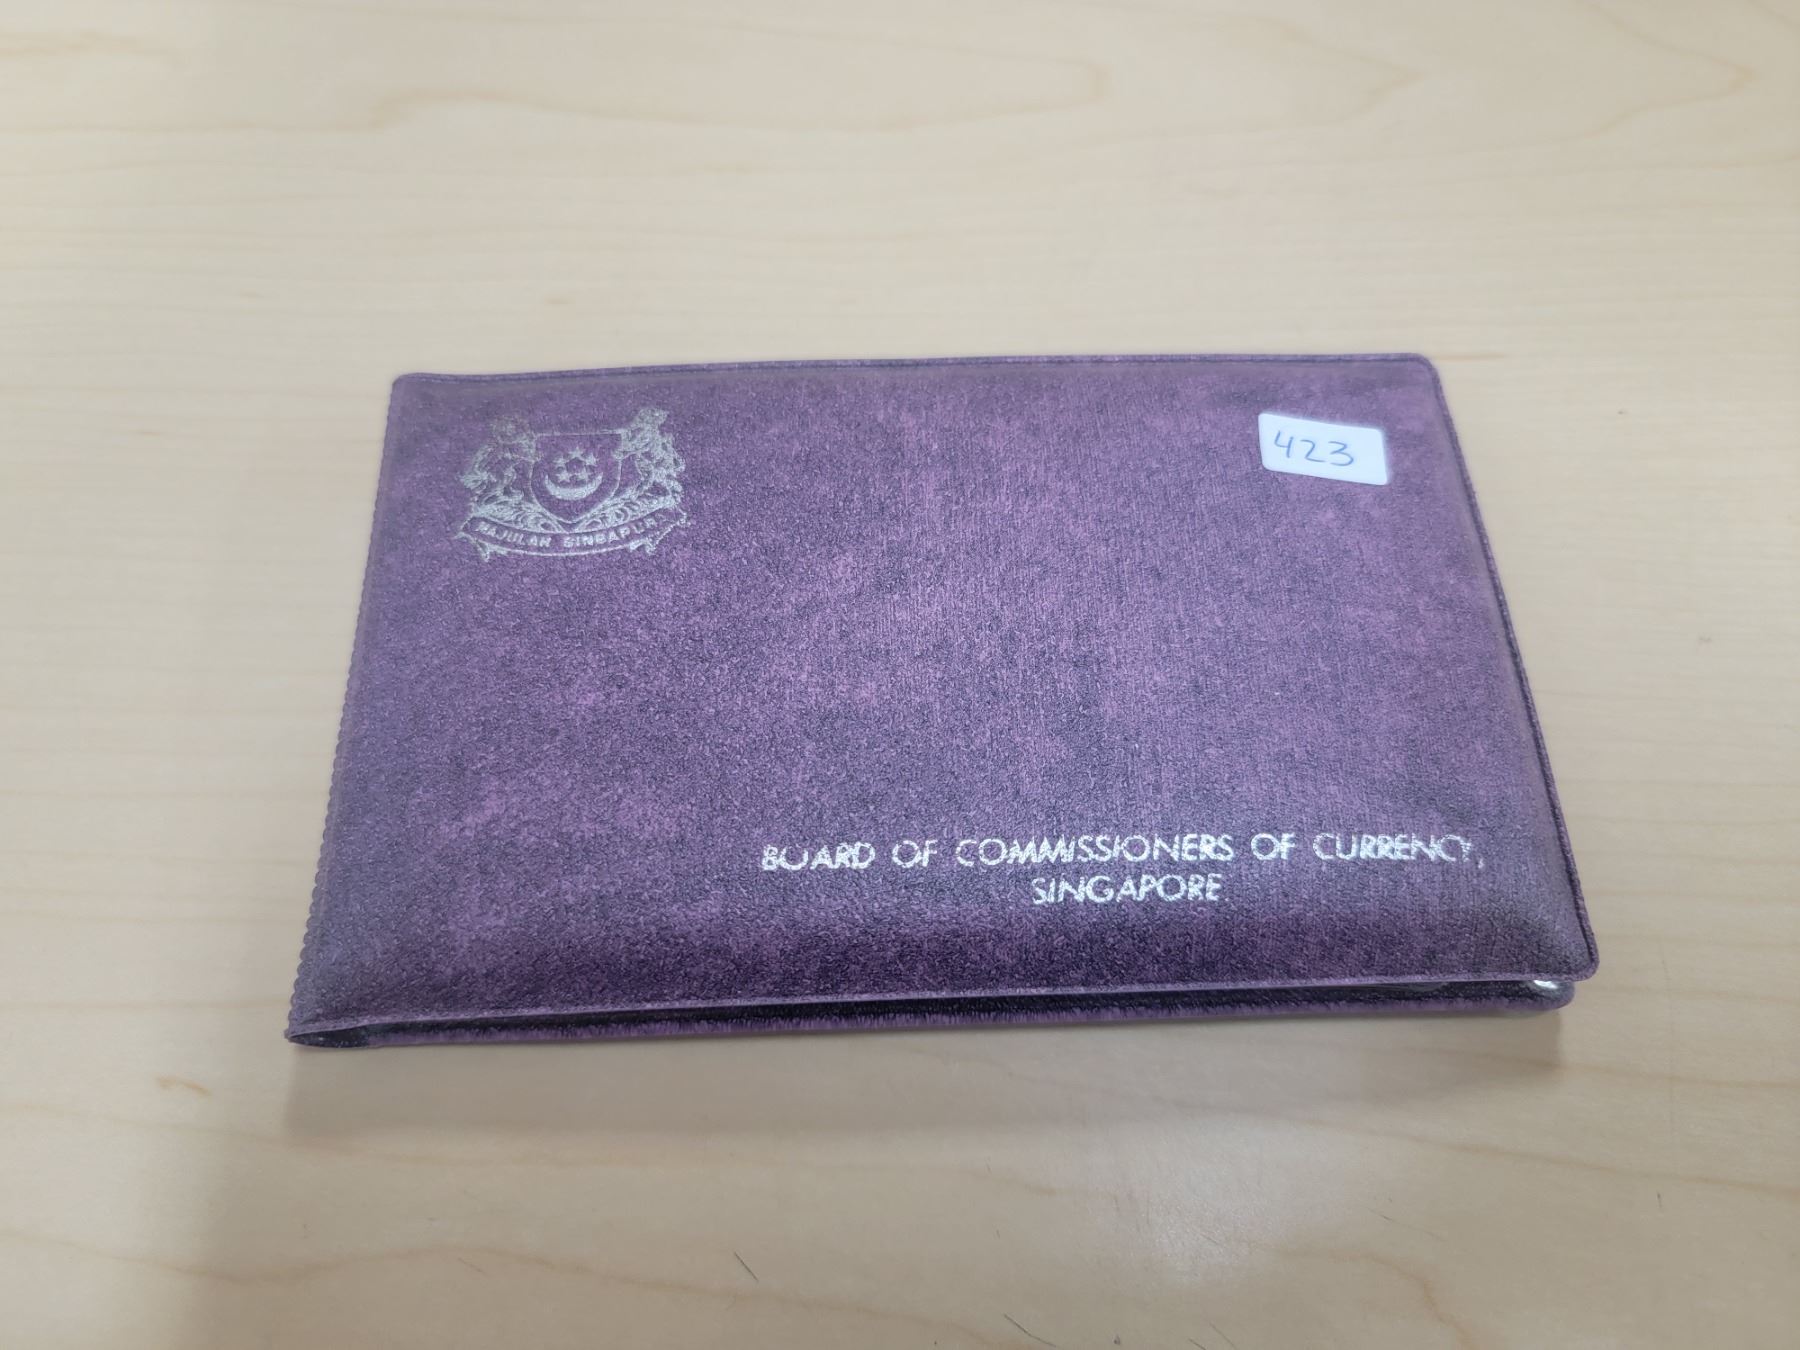 MAJULAH SINGAPURA
423
BOARD OF COMMISSIONERS OF CURRENCY,
SINGAPORE